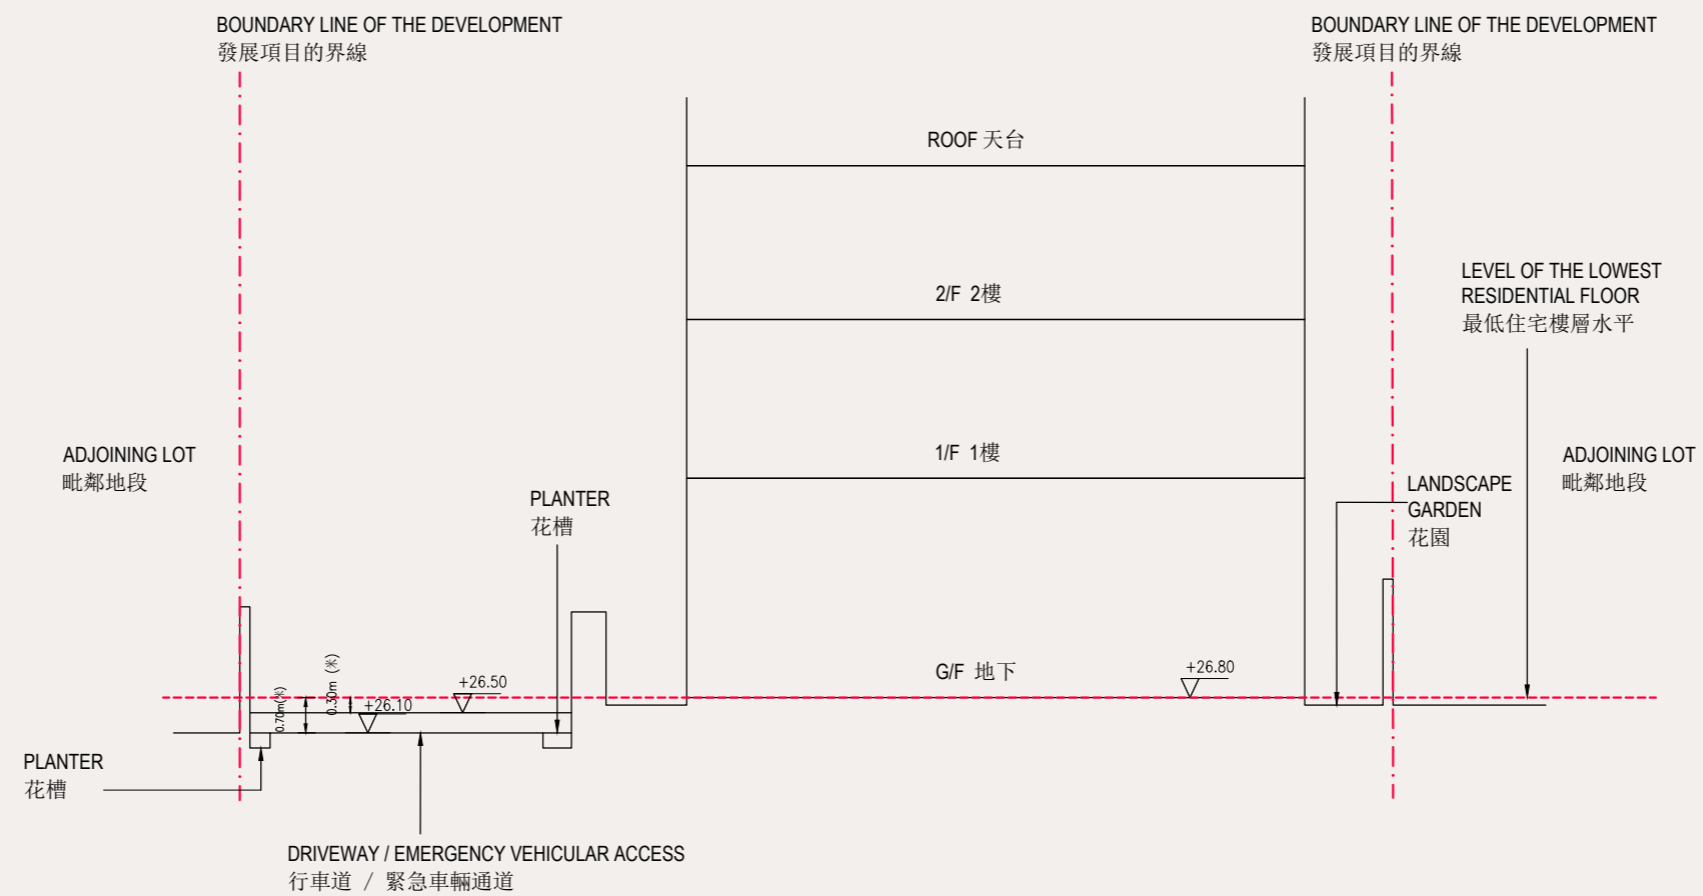 BOUNDARY LINE OF THE DEVELOPMENT
發展項目的界線
BOUNDARY LINE OF THE DEVELOPMENT
發展項目的界線
ROOF 天台
2/F 2樓
LEVEL OF THE LOWEST
RESIDENTIAL FLOOR
最低住宅樓層水平
1/F 1樓
ADJOINING LOT
毗鄰地段
ADJOINING LOT
毗鄰地段
PLANTER
花槽
LANDSCAPE
GARDEN
花園
G/F 地下
+26.80
+26.50
+26.10
0.70m(米)
0.30m (米)
PLANTER
花槽
DRIVEWAY / EMERGENCY VEHICULAR ACCESS
行車道 / 緊急車輛通道